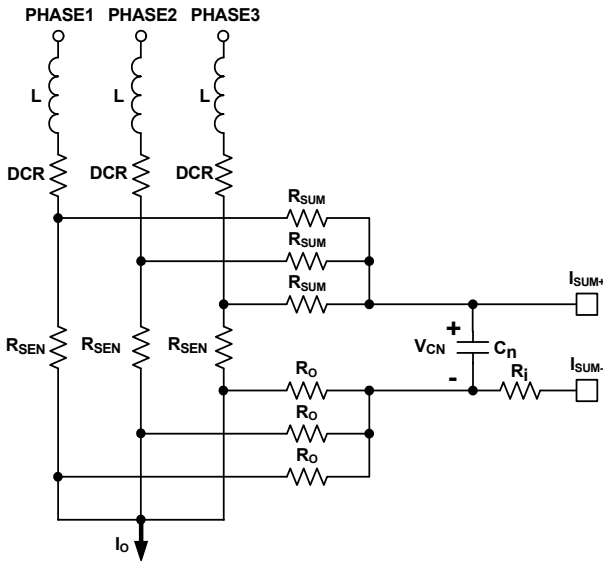 PHASE1 PHASE2 PHASE3
L L L
DCR DCR DCR
RSUM
RSUM
RSUM
ISUM+
RSEN RSEN RSEN
+
VCN Cn
-
Ri
ISUM-
RO
RO
RO
IO